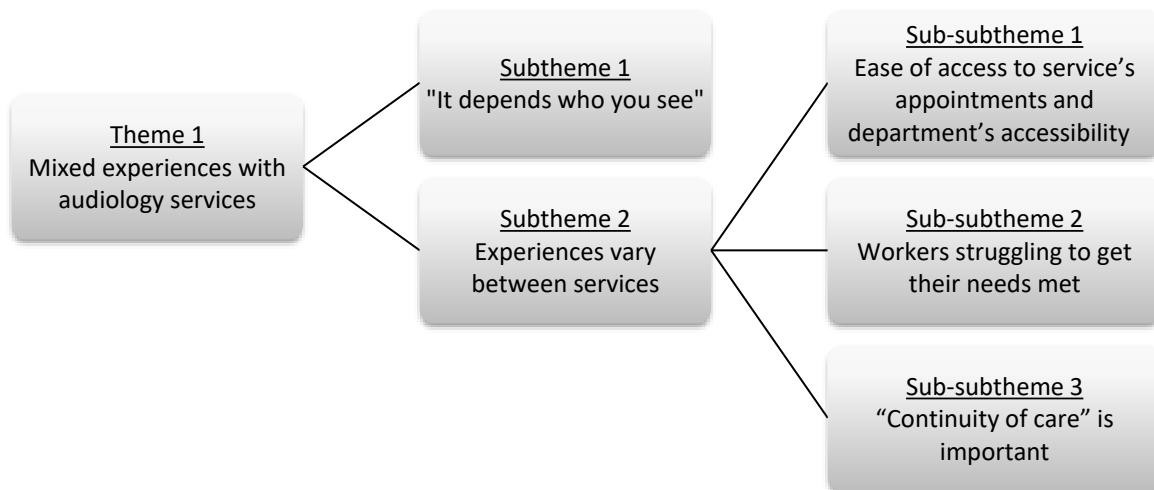 Theme 1
Mixed experiences with
audiology services
Subtheme 1
"It depends who you see"
Subtheme 2
Experiences vary
between services
Sub-subtheme 1
Ease of access to service’s
appointments and
department’s accessibility
Sub-subtheme 2
Workers struggling to get
their needs met
Sub-subtheme 3
“Continuity of care” is
important